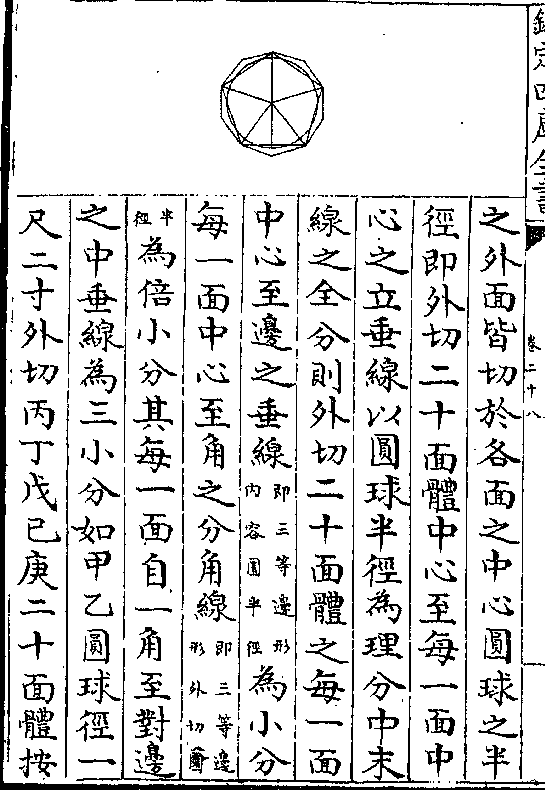 欽定四庫全書
卷二十八
之外面皆切於各面之中心圓球之半
徑即外切二十面體中心至每一面中
心之立垂線以圓球半徑為理分中末
線之全分則外切二十面體之每一面
中心至邊之垂線即三等邊形內容圓半徑為小分
每一面中心至角之分角線即三等邊形外切圜
半徑為倍小分其每一面自一角至對邊
之中垂線為三小分如甲乙圓球徑一
尺二寸外切丙丁戊己庚二十面體按